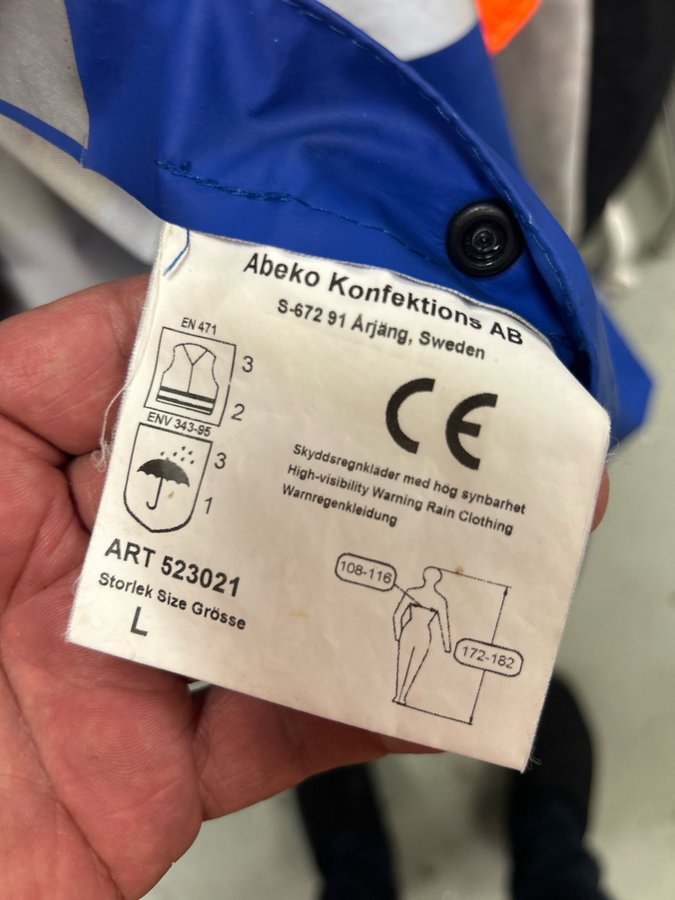 Abeko Konfektions AB
S-672 91 Årjäng, Sweden
EN 471
3
2
ENV 343-95
3
1
CE
Skyddsregnkläder med hög synbarhet
High-visibility Warning Rain Clothing
Warnregenkleidung
ART 523021
Storlek Size Grösse
L
108-116
172-182